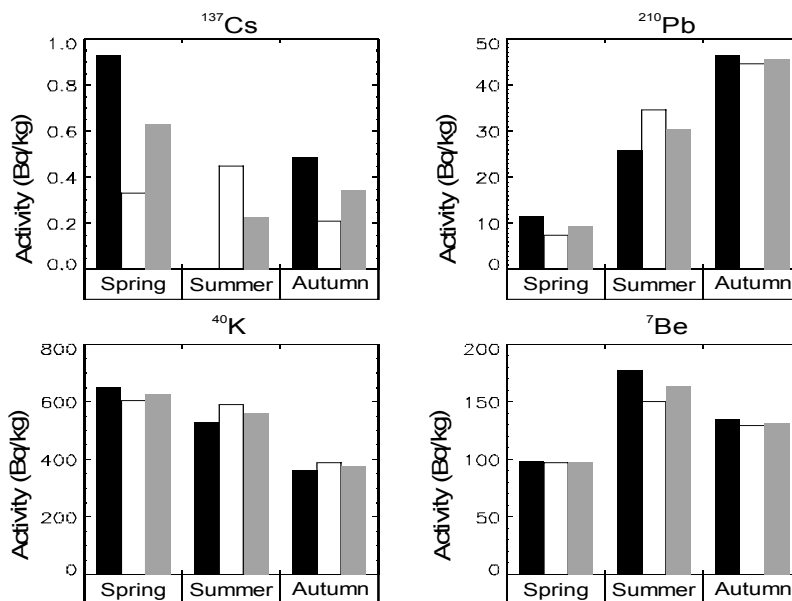 ¹³⁷Cs
1.0
0.8
0.6
0.4
0.2
0.0
Activity (Bq/kg)
Spring Summer Autumn
²¹⁰Pb
50
40
30
20
10
0
Activity (Bq/kg)
Spring Summer Autumn
⁴⁰K
800
600
400
200
0
Activity (Bq/kg)
Spring Summer Autumn
⁷Be
200
150
100
50
0
Activity (Bq/kg)
Spring Summer Autumn